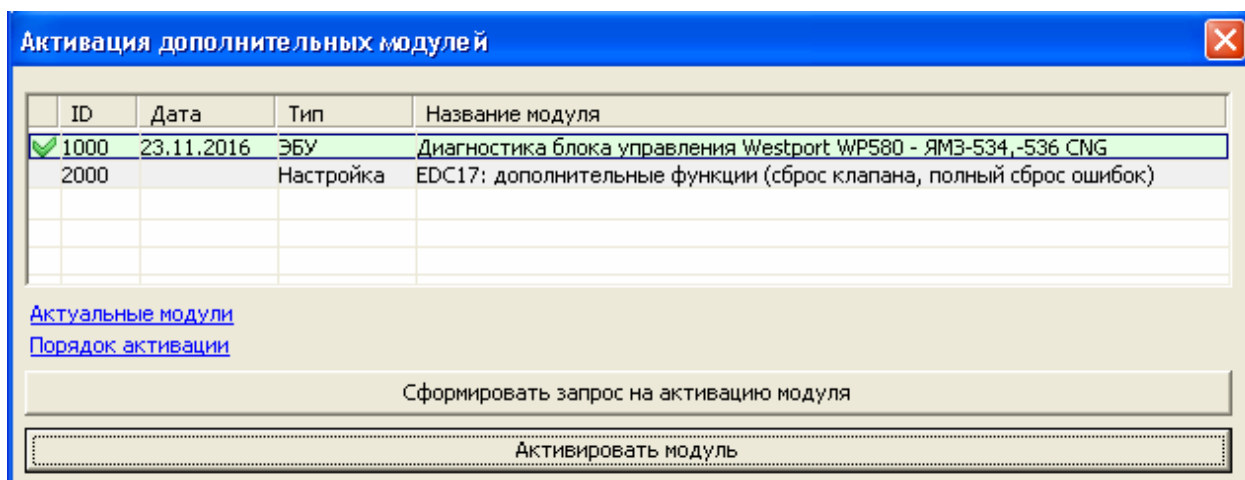 Активация дополнительных модулей
ID Дата Тип Название модуля
1000 23.11.2016 ЭБУ Диагностика блока управления Westport WP580 - ЯМЗ-534,-536 CNG
2000 Настройка EDC17: дополнительные функции (сброс клапана, полный сброс ошибок)
Актуальные модули
Порядок активации
Сформировать запрос на активацию модуля
Активировать модуль